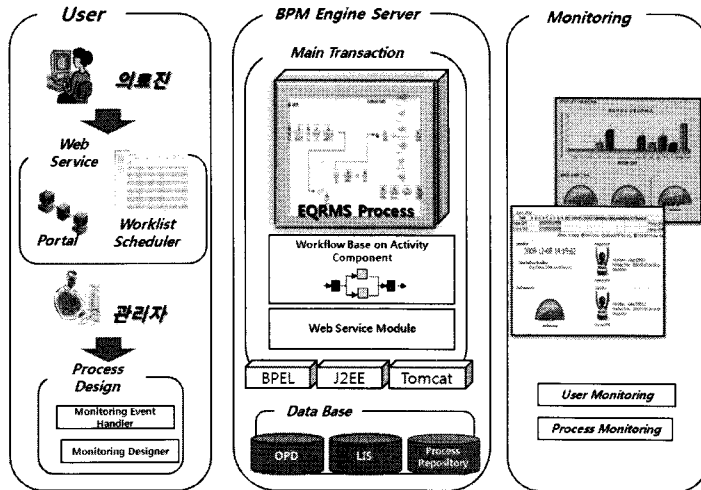 User
의료진
Web
Service
Portal
Worklist
Scheduler
관리자
Process
Design
Monitoring Event
Handler
Monitoring Designer
BPM Engine Server
Main Transaction
EQRMS Process
Workflow Base on Activity
Component
Web Service Module
BPEL
J2EE
Tomcat
Data Base
OPD
LIS
Process
Repository
Monitoring
User Monitoring
Process Monitoring